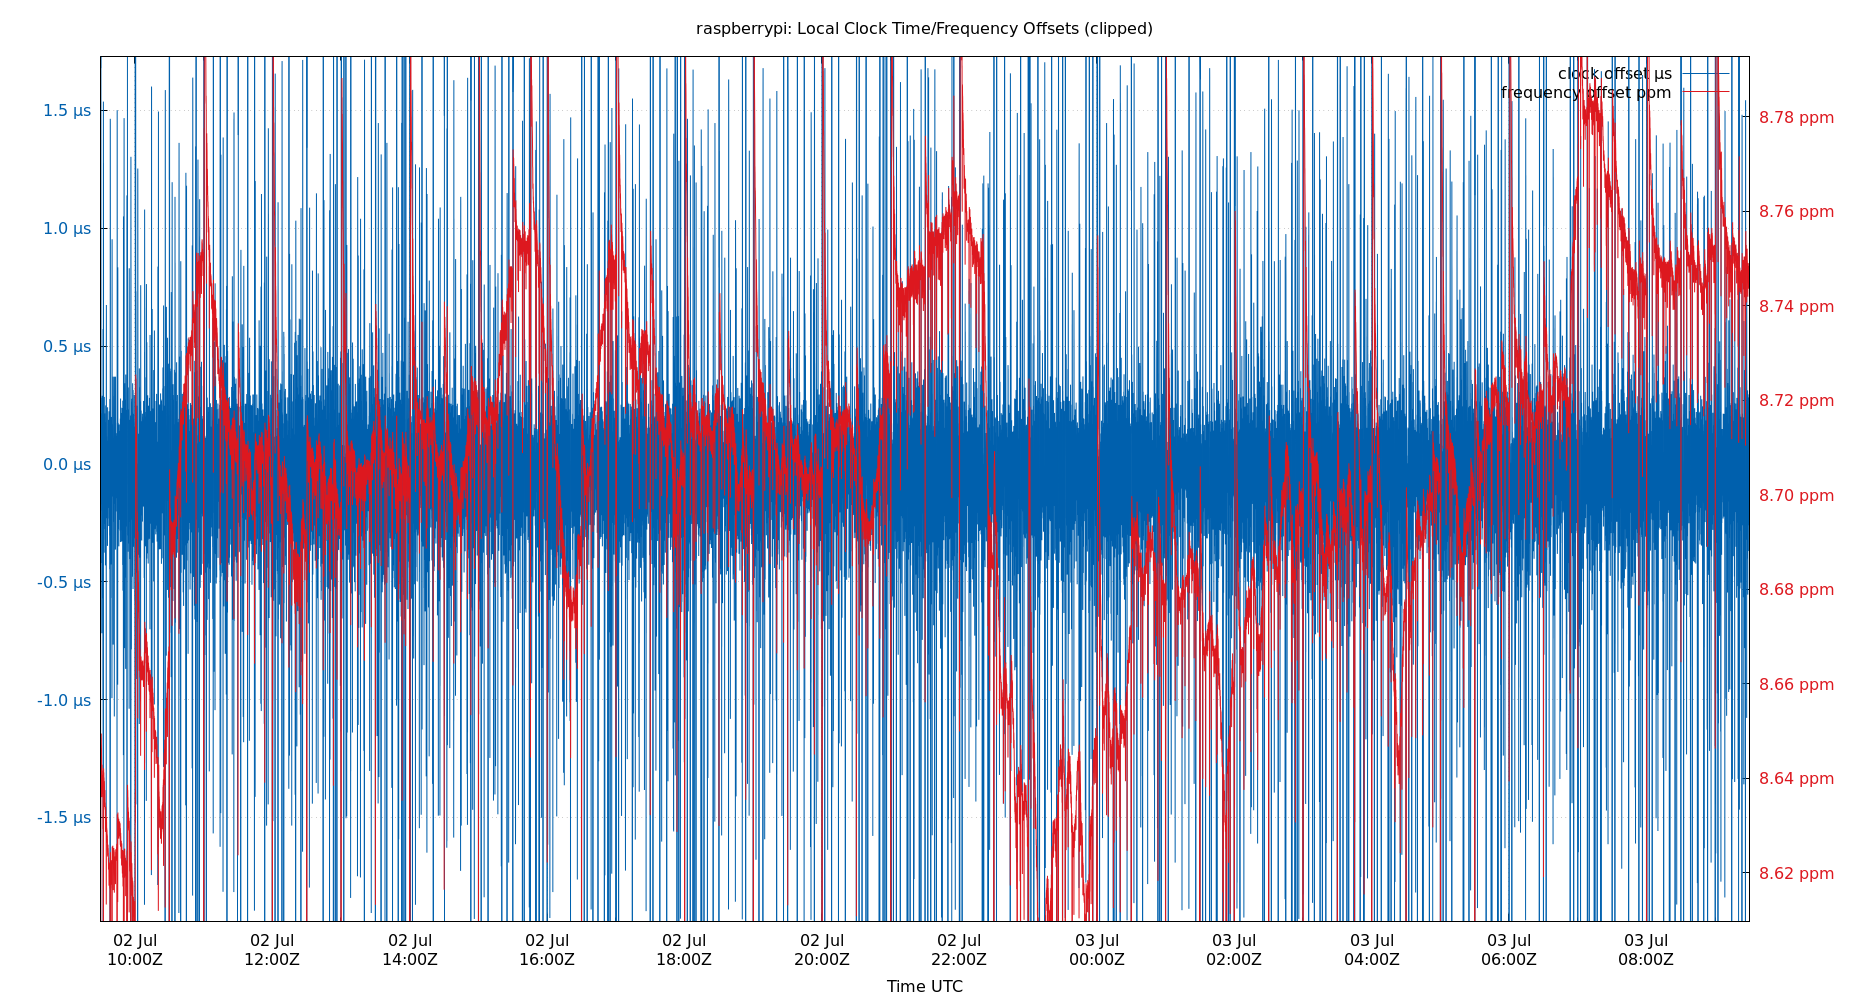 raspberrypi: Local Clock Time/Frequency Offsets (clipped)
clock offset µs
frequency offset ppm
1.5 µs
1.0 µs
0.5 µs
0.0 µs
-0.5 µs
-1.0 µs
-1.5 µs
8.78 ppm
8.76 ppm
8.74 ppm
8.72 ppm
8.70 ppm
8.68 ppm
8.66 ppm
8.64 ppm
8.62 ppm
02 Jul 02 Jul 02 Jul 02 Jul 02 Jul 02 Jul 02 Jul 03 Jul 03 Jul 03 Jul 03 Jul 03 Jul
10:00Z 12:00Z 14:00Z 16:00Z 18:00Z 20:00Z 22:00Z 00:00Z 02:00Z 04:00Z 06:00Z 08:00Z
Time UTC